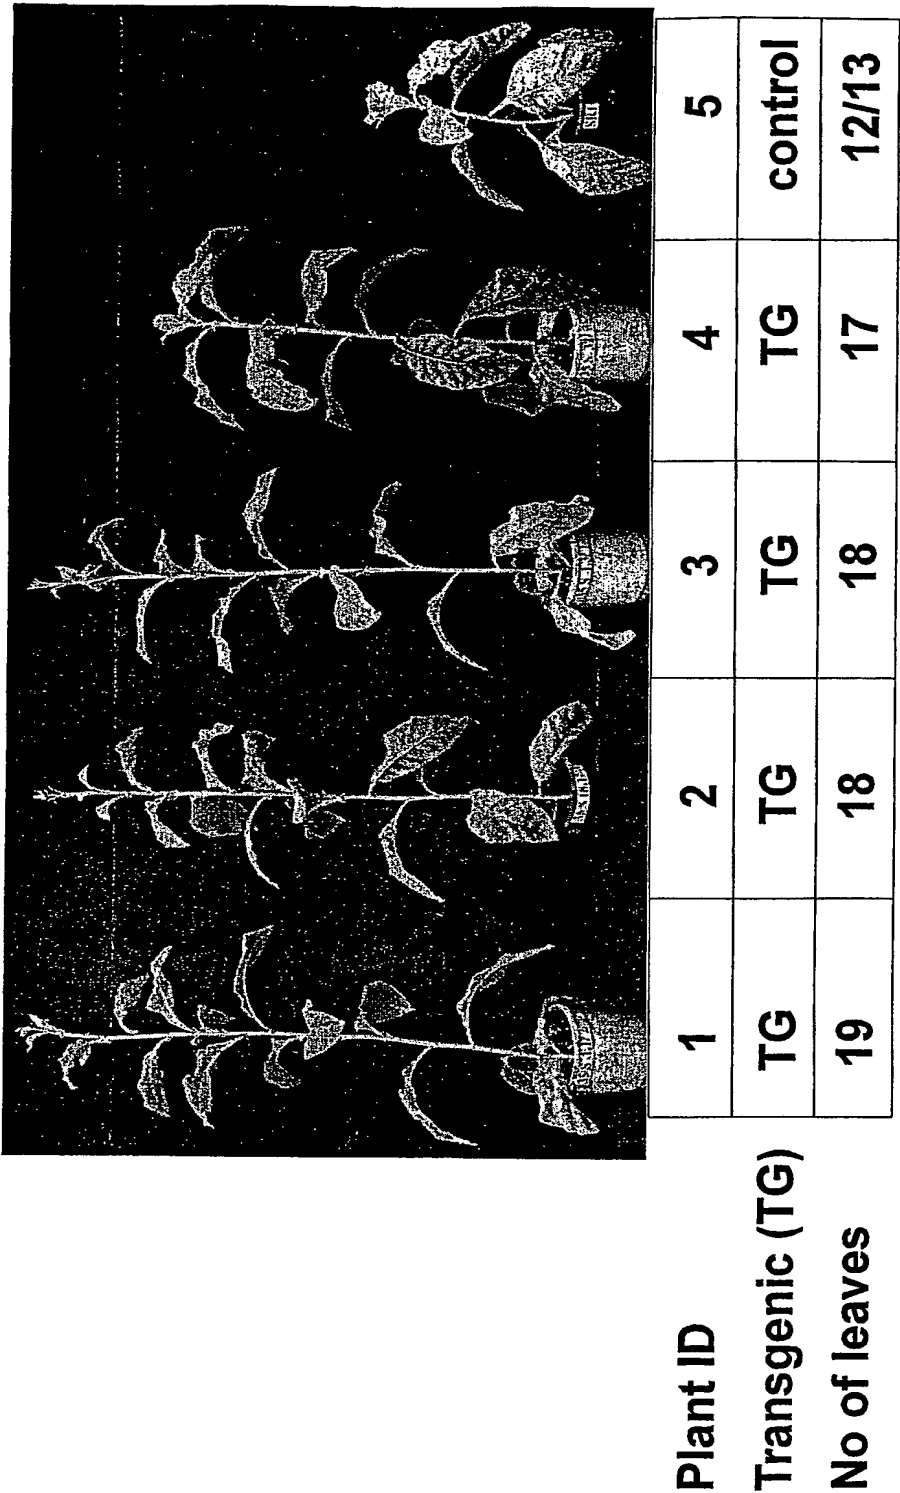 Plant ID 1 2 3 4 5
Transgenic (TG) TG TG TG TG control
No of leaves 19 18 18 17 12/13